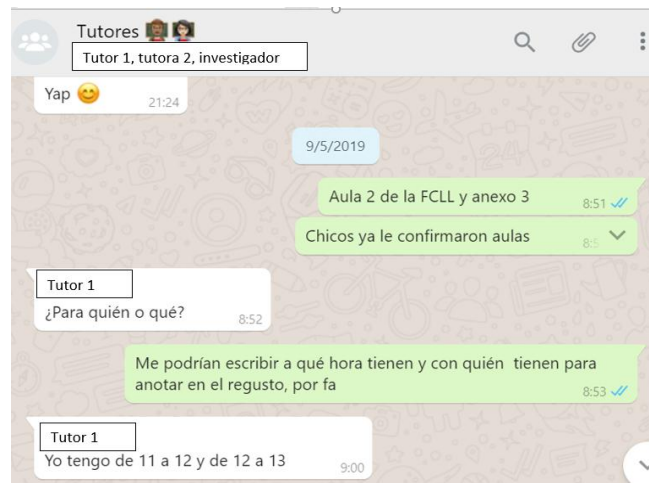 Tutores
Tutor 1, tutora 2, investigador
Yap 😊
21:24
9/5/2019
Aula 2 de la FCLL y anexo 3
8:51
Chicos ya le confirmaron aulas
Tutor 1
¿Para quién o qué?
8:52
Me podrían escribir a qué hora tienen y con quién tienen para
anotar en el regusto, por fa
8:53
Tutor 1
Yo tengo de 11 a 12 y de 12 a 13
9:00